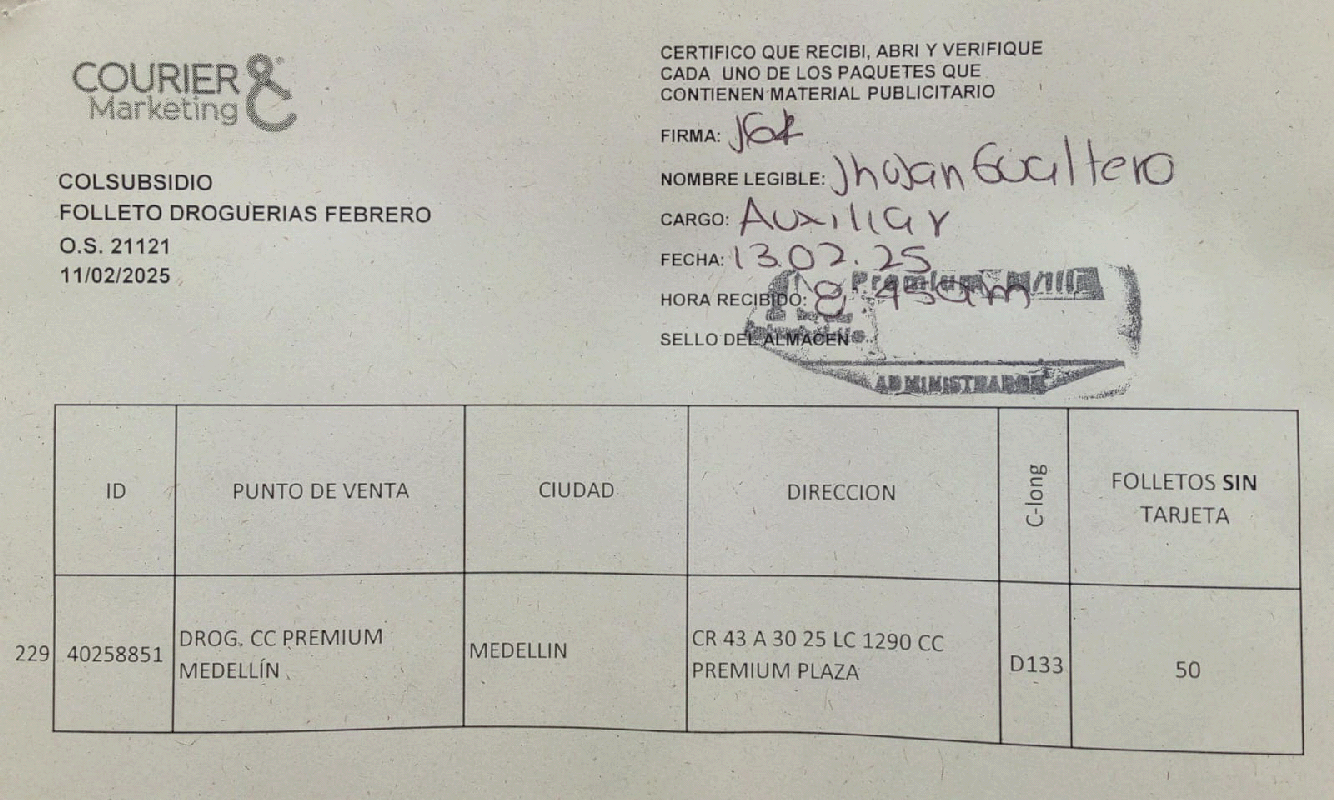 COURIER &
Marketing
COLSUBSIDIO
FOLLETO DROGUERIAS FEBRERO
O.S. 21121
11/02/2025
CERTIFICO QUE RECIBI, ABRI Y VERIFIQUE
CADA UNO DE LOS PAQUETES QUE
CONTIENEN MATERIAL PUBLICITARIO
FIRMA:
NOMBRE LEGIBLE: Jhojan Gualtero
CARGO: Auxiliar
FECHA: 13.02.25
HORA RECIBIDO: 8:45am
SELLO DEL ALMACEN
Premium
ADMINISTRADOR
ID PUNTO DE VENTA CIUDAD DIRECCION C-long FOLLETOS SIN
TARJETA
229 40258851 DROG. CC PREMIUM
MEDELLÍN
MEDELLIN
CR 43 A 30 25 LC 1290 CC
PREMIUM PLAZA
D133
50